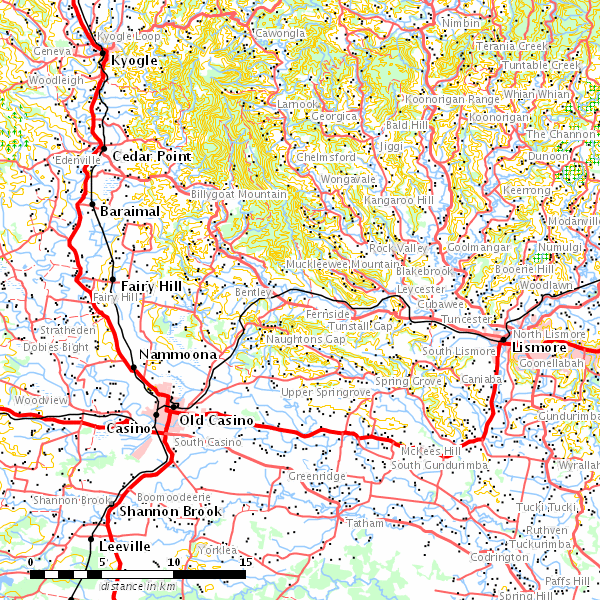 Nimbin
Cawongla
Kyogle Loop
Terania Creek
Geneva
Kyogle
Tuntable Creek
Woodleigh
Whian Whian
Larnook
Koonorigan Range
Georgica
Koonorigan
Bald Hill
The Channon
Jiggi
Edenville
Cedar Point
Chelmsford
Dunoon
Wongavale
Billygoat Mountain
Keerrong
Kangaroo Hill
Baraimal
Modanville
Rock Valley
Goolmangar
Numulgi
Muckleewee Mountain
Blakebrook
Booerie Hill
Fairy Hill
Leycester
Woodlawn
Fairy Hill
Bentley
Cubawee
Fernside
Tuncester
Stratheden
Tunstall Gap
North Lismore
Dobies Bight
Naughtons Gap
Lismore
Nammoona
South Lismore
Goonellabah
Spring Grove
Caniaba
Woodview
Upper Springrove
Old Casino
Gundurimba
Casino
South Casino
McKees Hill
South Gundurimba
Wyrallah
Greenridge
Shannon Brook
Boomoodeerie
Shannon Brook
Tucki Tucki
Tatham
Ruthven
Leeville
Yorklea
Tuckurimba
Codrington
0 5 10 15
distance in km
Paffs Hill
Spring Hill